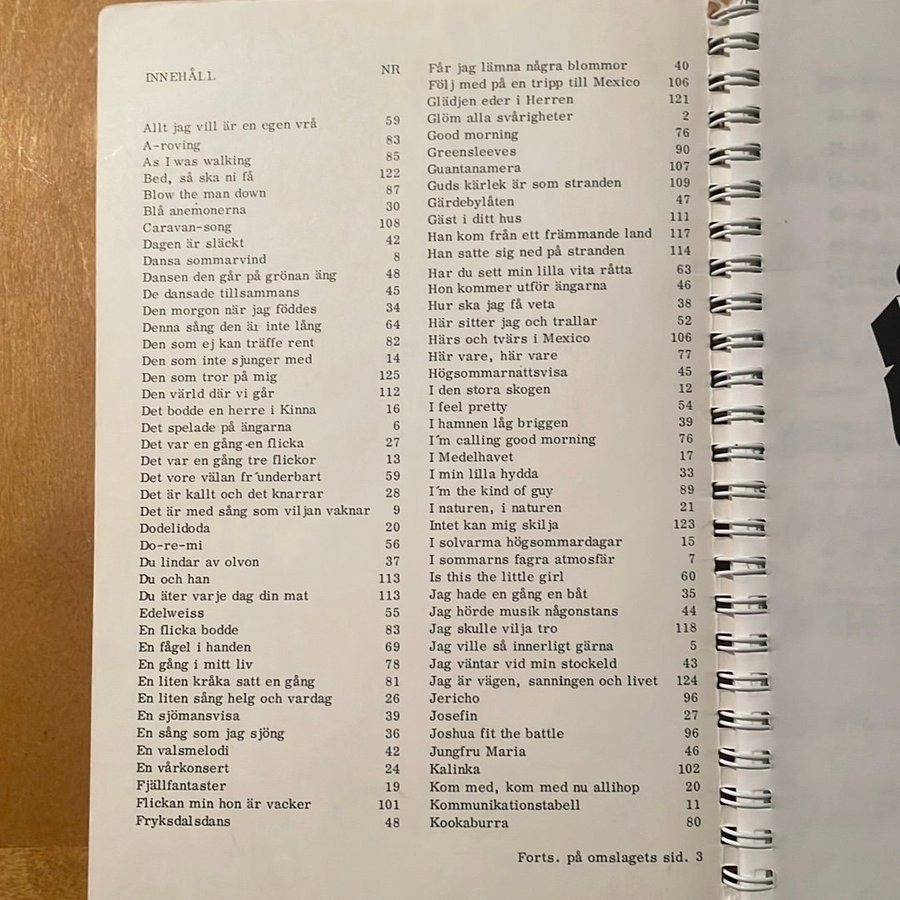 INNEHÅLL NR
Allt jag vill är en egen vrå 59
A-roving 83
As I was walking 85
Bed, så ska ni få 122
Blow the man down 87
Blå anemonerna 30
Caravan-song 108
Dagen är släckt 42
Dansa sommarvind 8
Dansen den går på grönan äng 48
De dansade tillsammans 45
Den morgon när jag föddes 34
Denna sång den är inte lång 64
Den som ej kan träffe rent 82
Den som inte sjunger med 14
Den som tror på mig 125
Den värld där vi går 112
Det bodde en herre i Kinna 16
Det spelade på ängarna 6
Det var en gång en flicka 27
Det var en gång tre flickor 13
Det vore välan fr´underbart 59
Det är kallt och det knarrar 28
Det är med sång som viljan vaknar 9
Dodelidoda 20
Do-re-mi 56
Du lindar av olvon 37
Du och han 113
Du äter varje dag din mat 113
Edelweiss 55
En flicka bodde 83
En fågel i handen 69
En gång i mitt liv 78
En liten kråka satt en gång 81
En liten sång helg och vardag 26
En sjömansvisa 39
En sång som jag sjöng 36
En valsmelodi 42
En vårkonsert 24
Fjällfantaster 19
Flickan min hon är vacker 101
Fryksdalsdans 48
Får jag lämna några blommor 40
Följ med på en tripp till Mexico 106
Glädjen eder i Herren 121
Glöm alla svårigheter 2
Good morning 76
Greensleeves 90
Guantanamera 107
Guds kärlek är som stranden 109
Gärdebylåten 47
Gäst i ditt hus 111
Han kom från ett främmande land 117
Han satte sig ned på stranden 114
Har du sett min lilla vita råtta 63
Hon kommer utför ängarna 46
Hur ska jag få veta 38
Här sitter jag och trallar 52
Härs och tvärs i Mexico 106
Här vare, här vare 77
Högsommarnattsvisa 45
I den stora skogen 12
I feel pretty 54
I hamnen låg briggen 39
I´m calling good morning 76
I Medelhavet 17
I min lilla hydda 33
I´m the kind of guy 89
I naturen, i naturen 21
Intet kan mig skilja 123
I solvarma högsommardagar 15
I sommarns fagra atmosfär 7
Is this the little girl 60
Jag hade en gång en båt 35
Jag hörde musik någonstans 44
Jag skulle vilja tro 118
Jag ville så innerligt gärna 5
Jag väntar vid min stockeld 43
Jag är vägen, sanningen och livet 124
Jericho 96
Josefin 27
Joshua fit the battle 96
Jungfru Maria 46
Kalinka 102
Kom med, kom med nu allihop 20
Kommunikationstabell 11
Kookaburra 80
Forts. på omslagets sid. 3